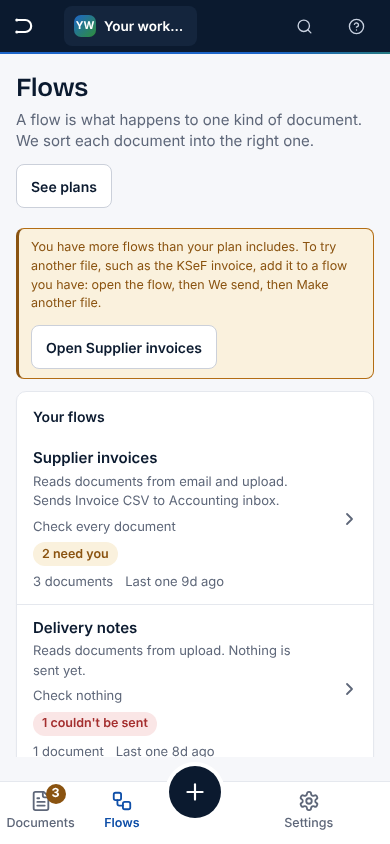 YW Your work...
Flows
A flow is what happens to one kind of document.
We sort each document into the right one.
See plans
You have more flows than your plan includes. To try
another file, such as the KSeF invoice, add it to a flow
you have: open the flow, then We send, then Make
another file.
Open Supplier invoices
Your flows
Supplier invoices
Reads documents from email and upload.
Sends Invoice CSV to Accounting inbox.
Check every document
2 need you
3 documents Last one 9d ago
Delivery notes
Reads documents from upload. Nothing is
sent yet.
Check nothing
1 couldn't be sent
1 document Last one 8d ago
3
Documents Flows Settings